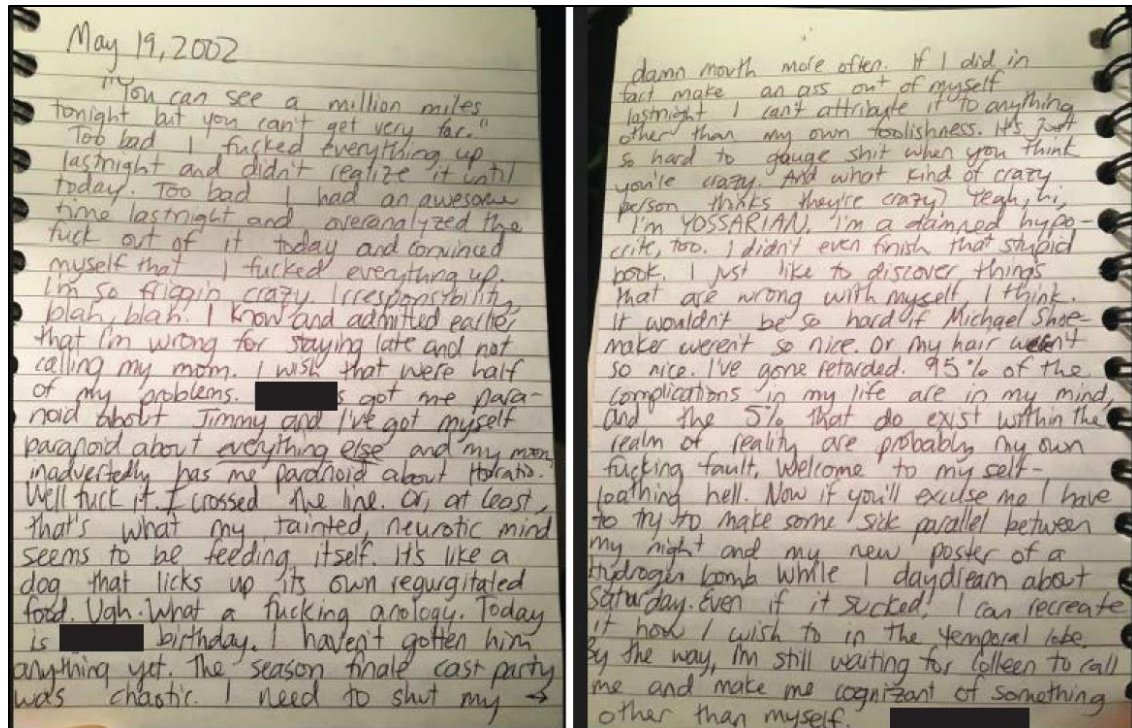 May 19, 2002
"You can see a million miles
tonight but you can't get very far."
Too bad I fucked everything up
lastnight and didn't realize it until
today. Too bad I had an awesome
time lastnight and overanalyzed the
fuck out of it today and convinced
myself that I fucked everything up.
I'm so friggin crazy. Irresponsibility,
blah, blah. I know and admitted earlier
that I'm wrong for staying late and not
calling my mom. I wish that were half
of my problems. s got me para-
noid about Jimmy and I've got myself
paranoid about everything else and my mom
inadvertedly has me paranoid about Horatio.
Well fuck it. I crossed the line. Or, at least,
that's what my tainted, neurotic mind
seems to be feeding itself. It's like a
dog that licks up its own regurgitated
food. Ugh. What a fucking anology. Today
is birthday. I haven't gotten him
anything yet. The season finale cast party
was chaotic. I need to shut my →
damn mouth more often. If I did in
fact make an ass out of myself
lastnight I can't attribute it to anything
other than my own foolishness. It's just
so hard to gauge shit when you think
you're crazy. And what kind of crazy
person thinks they're crazy? Yeah, hi,
I'm YOSSARIAN. I'm a damned hypo-
crite, too. I didn't even finish that stupid
book. I just like to discover things
that are wrong with myself, I think.
It wouldn't be so hard if Michael Shoe-
maker weren't so nice. Or my hair weren't
so nice. I've gone retarded. 95% of the
complications in my life are in my mind,
and the 5% that do exist within the
realm of reality are probably my own
fucking fault. Welcome to my self-
loathing hell. Now if you'll excuse me I have
to try to make some sick parallel between
my night and my new poster of a
hydrogen bomb while I daydream about
Saturday. Even if it sucked, I can recreate
it how I wish to in the temporal lobe.
By the way, I'm still waiting for Colleen to call
me and make me cognizant of something
other than myself.